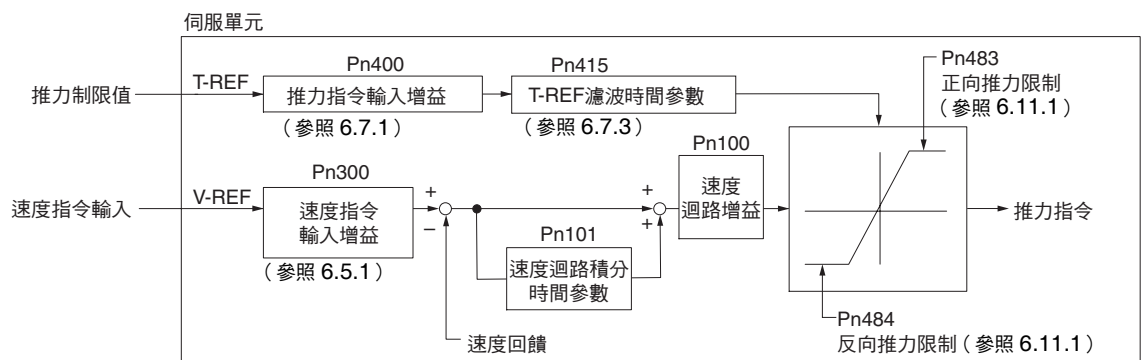 伺服單元
推力制限值
T-REF
Pn400
推力指令輸入增益
(參照 6.7.1)
Pn415
T-REF濾波時間參數
(參照 6.7.3)
Pn483
正向推力限制
(參照 6.11.1)
速度指令輸入
V-REF
Pn300
速度指令
輸入增益
(參照 6.5.1)
+
−
Pn101
速度迴路積分
時間參數
+
+
Pn100
速度
迴路增益
推力指令
速度回饋
Pn484
反向推力限制(參照 6.11.1)